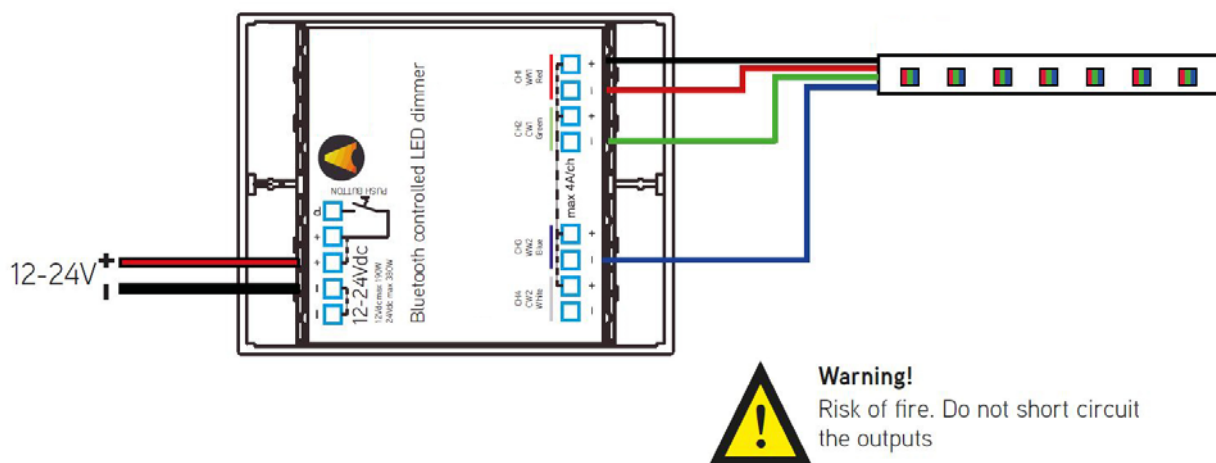 12-24V
+
-
PUSH BUTTON
P
+
+
-
-
12-24Vdc
12Vdc max 190W
24Vdc max 380W
Bluetooth controlled LED dimmer
CH1
WW1
Red
+
-
CH2
CW1
Green
+
-
max 4A/ch
CH3
WW2
Blue
+
-
CH4
CW2
White
+
-
Warning!
Risk of fire. Do not short circuit
the outputs